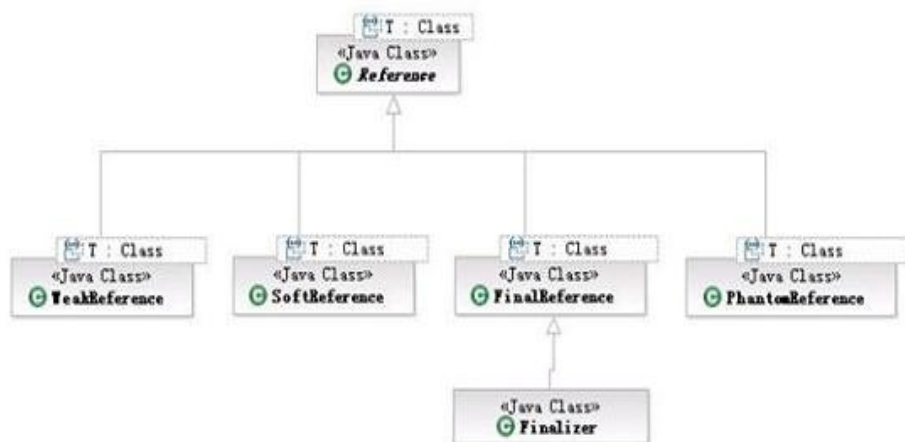 T : Class
«Java Class»
Reference
T : Class
«Java Class»
WeakReference
T : Class
«Java Class»
SoftReference
T : Class
«Java Class»
FinalReference
T : Class
«Java Class»
PhantomReference
«Java Class»
Finalizer